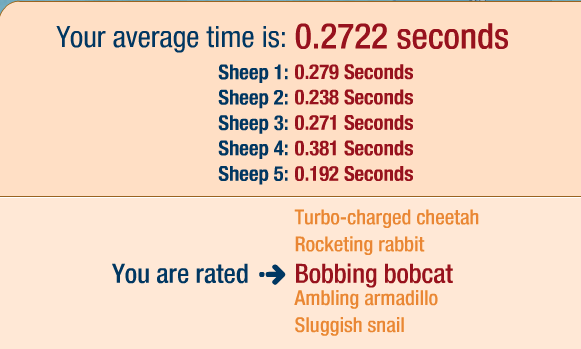 Your average time is: 0.2722 seconds
Sheep 1: 0.279 Seconds
Sheep 2: 0.238 Seconds
Sheep 3: 0.271 Seconds
Sheep 4: 0.381 Seconds
Sheep 5: 0.192 Seconds
Turbo-charged cheetah
Rocketing rabbit
You are rated ➔ Bobbing bobcat
Ambling armadillo
Sluggish snail